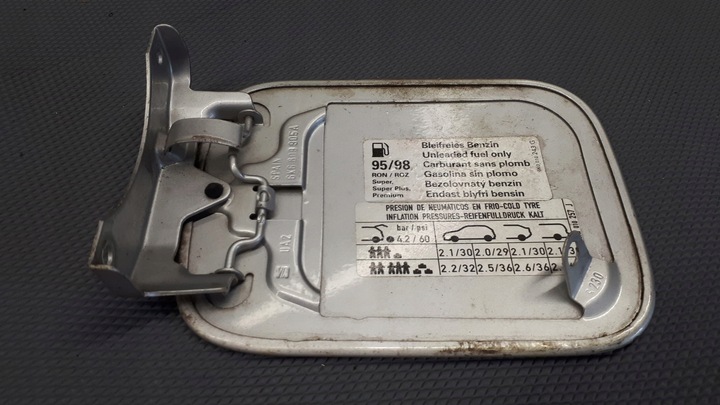 Bleifreies Benzin
95/98
Unleaded fuel only
RON / ROZ
Carburant sans plomb
Super
Gasolina sin plomo
Super Plus
Bezolovnatý benzin
Premium
Endast blyfri bensin
PRESION DE NEUMATICOS EN FRIO-COLD TYRE
INFLATION PRESSURES-REIFENFÜLLDRUCK KALT
bar / psi
4.2 / 60
2.1/30 2.0/29 2.1/30
2.2/32 2.5/36 2.6/36
SPAI
UA2